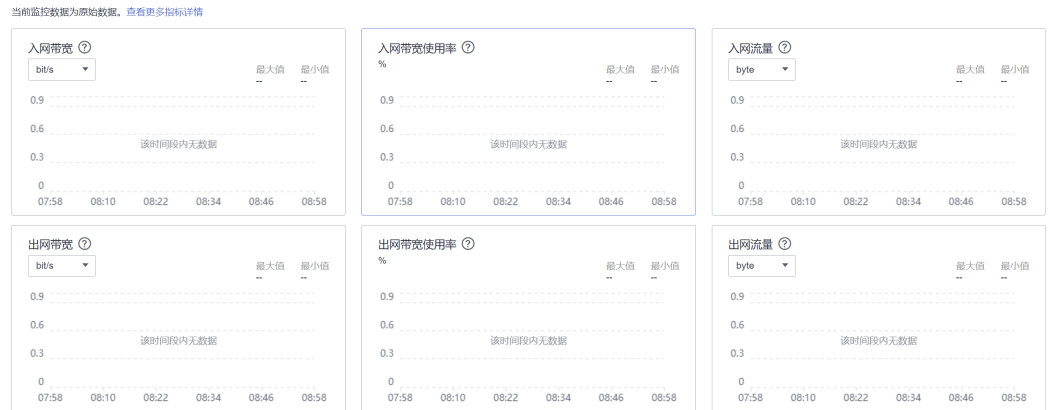 当前监控数据为原始数据。查看更多指标详情
入网带宽 ?
bit/s
最大值 最小值
-- --
0.9
0.6
该时间段内无数据
0.3
0
07:58 08:10 08:22 08:34 08:46 08:58
入网带宽使用率 ?
%
最大值 最小值
-- --
0.9
0.6
该时间段内无数据
0.3
0
07:58 08:10 08:22 08:34 08:46 08:58
入网流量 ?
byte
最大值 最小值
-- --
0.9
0.6
该时间段内无数据
0.3
0
07:58 08:10 08:22 08:34 08:46 08:58
出网带宽 ?
bit/s
最大值 最小值
-- --
0.9
0.6
该时间段内无数据
0.3
0
07:58 08:10 08:22 08:34 08:46 08:58
出网带宽使用率 ?
%
最大值 最小值
-- --
0.9
0.6
该时间段内无数据
0.3
0
07:58 08:10 08:22 08:34 08:46 08:58
出网流量 ?
byte
最大值 最小值
-- --
0.9
0.6
该时间段内无数据
0.3
0
07:58 08:10 08:22 08:34 08:46 08:58